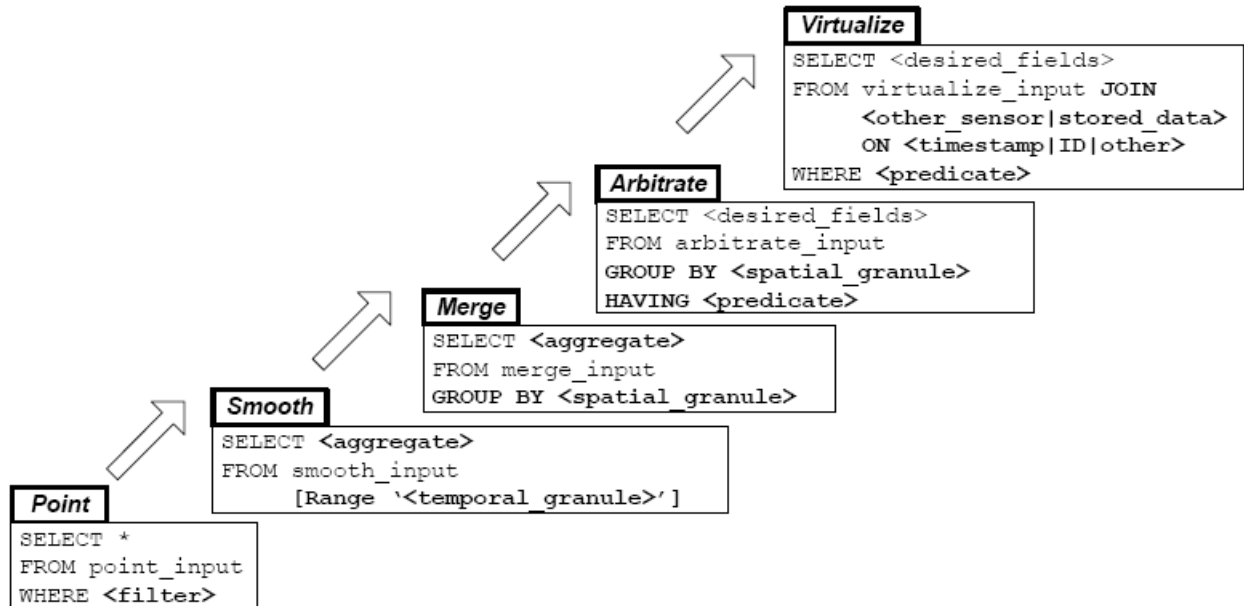 Virtualize
SELECT <desired_fields>
FROM virtualize_input JOIN
<other_sensor|stored_data>
ON <timestamp|ID|other>
WHERE <predicate>
Arbitrate
SELECT <desired_fields>
FROM arbitrate_input
GROUP BY <spatial_granule>
HAVING <predicate>
Merge
SELECT <aggregate>
FROM merge_input
GROUP BY <spatial_granule>
Smooth
SELECT <aggregate>
FROM smooth_input
[Range ‘<temporal_granule>’]
Point
SELECT *
FROM point_input
WHERE <filter>